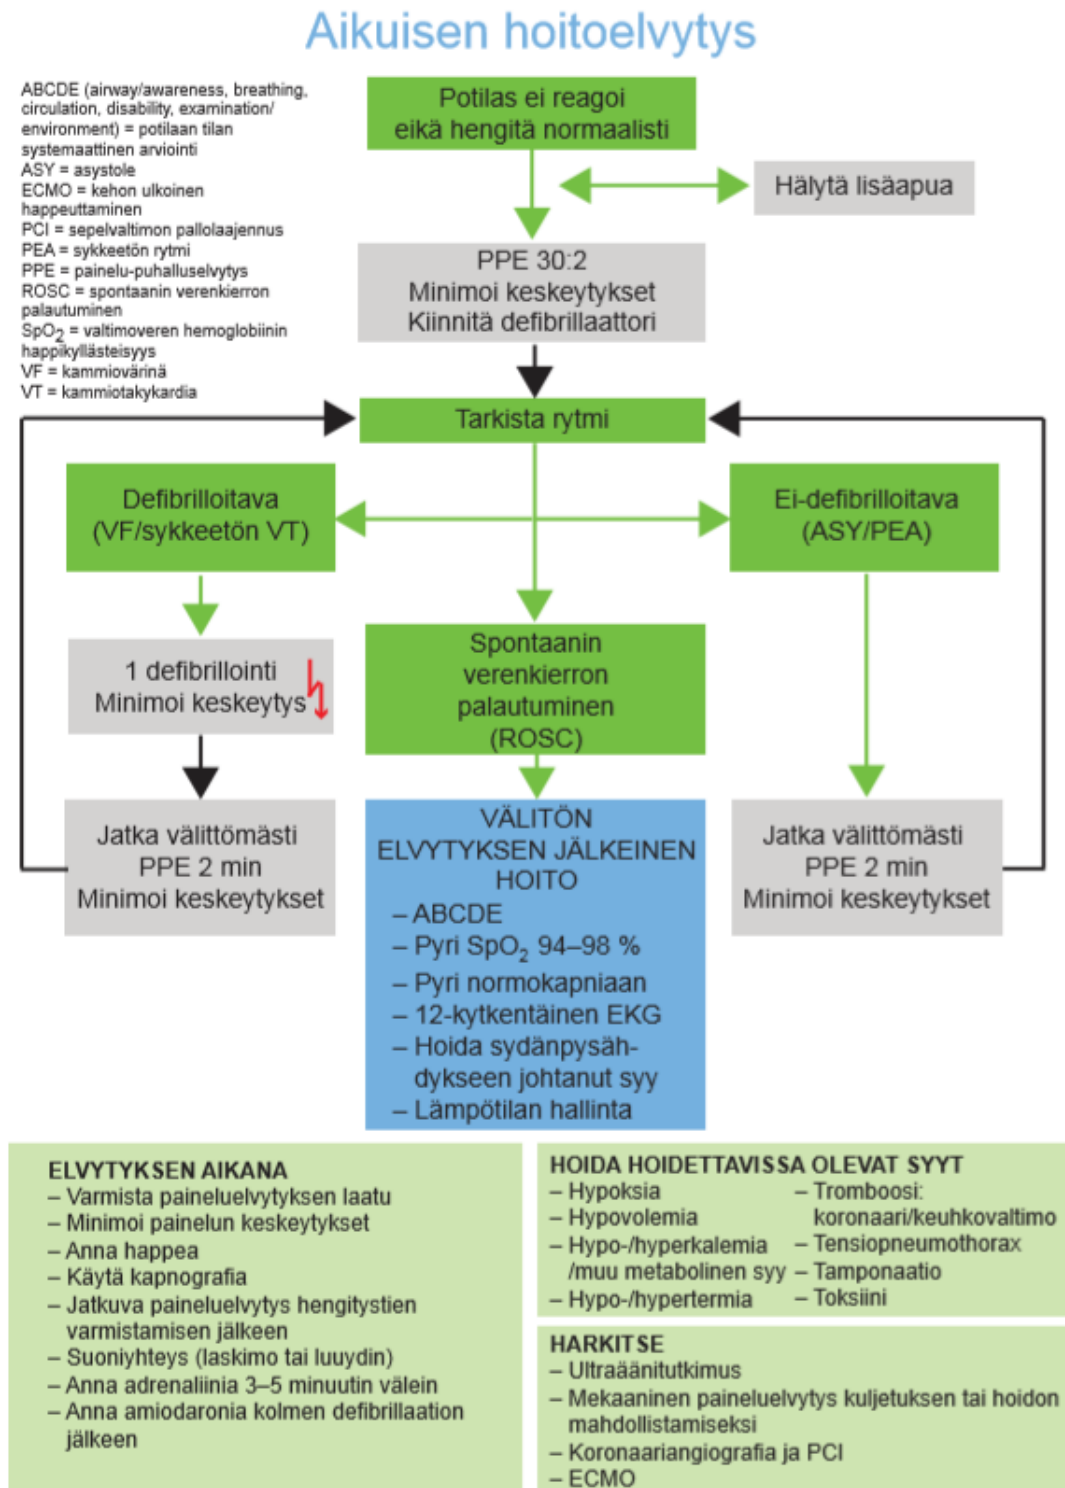 Aikuisen hoitoelvytys
ABCDE (airway/awareness, breathing,
circulation, disability, examination/
environment) = potilaan tilan
systemaattinen arviointi
ASY = asystole
ECMO = kehon ulkoinen
happeuttaminen
PCI = sepelvaltimon pallolaajennus
PEA = sykkeetön rytmi
PPE = painelu-puhalluselvytys
ROSC = spontaanin verenkierron
palautuminen
SpO₂ = valtimoveren hemoglobiinin
happikyllästeisyys
VF = kammiovärinä
VT = kammiotakykardia
Potilas ei reagoi
eikä hengitä normaalisti
Hälytä lisäapua
PPE 30:2
Minimoi keskeytykset
Kiinnitä defibrillaattori
Tarkista rytmi
Defibrilloitava
(VF/sykkeetön VT)
Ei-defibrilloitava
(ASY/PEA)
1 defibrillointi
Minimoi keskeytys
Spontaanin
verenkierron
palautuminen
(ROSC)
Jatka välittömästi
PPE 2 min
Minimoi keskeytykset
VÄLITÖN
ELVYTYKSEN JÄLKEINEN
HOITO
– ABCDE
– Pyri SpO₂ 94–98 %
– Pyri normokapniaan
– 12-kytkentäinen EKG
– Hoida sydänpysäh-
dykseen johtanut syy
– Lämpötilan hallinta
Jatka välittömästi
PPE 2 min
Minimoi keskeytykset
ELVYTYKSEN AIKANA
– Varmista paineluelvytyksen laatu
– Minimoi painelun keskeytykset
– Anna happea
– Käytä kapnografia
– Jatkuva paineluelvytys hengitystien
varmistamisen jälkeen
– Suoniyhteys (laskimo tai luuydin)
– Anna adrenaliinia 3–5 minuutin välein
– Anna amiodaronia kolmen defibrillaation
jälkeen
HOIDA HOIDETTAVISSA OLEVAT SYYT
– Hypoksia
– Hypovolemia
– Hypo-/hyperkalemia
/muu metabolinen syy
– Hypo-/hypertermia
– Tromboosi:
koronaari/keuhkovaltimo
– Tensiopneumothorax
– Tamponaatio
– Toksiini
HARKITSE
– Ultraäänitutkimus
– Mekaaninen paineluelvytys kuljetuksen tai hoidon
mahdollistamiseksi
– Koronaariangiografia ja PCI
– ECMO